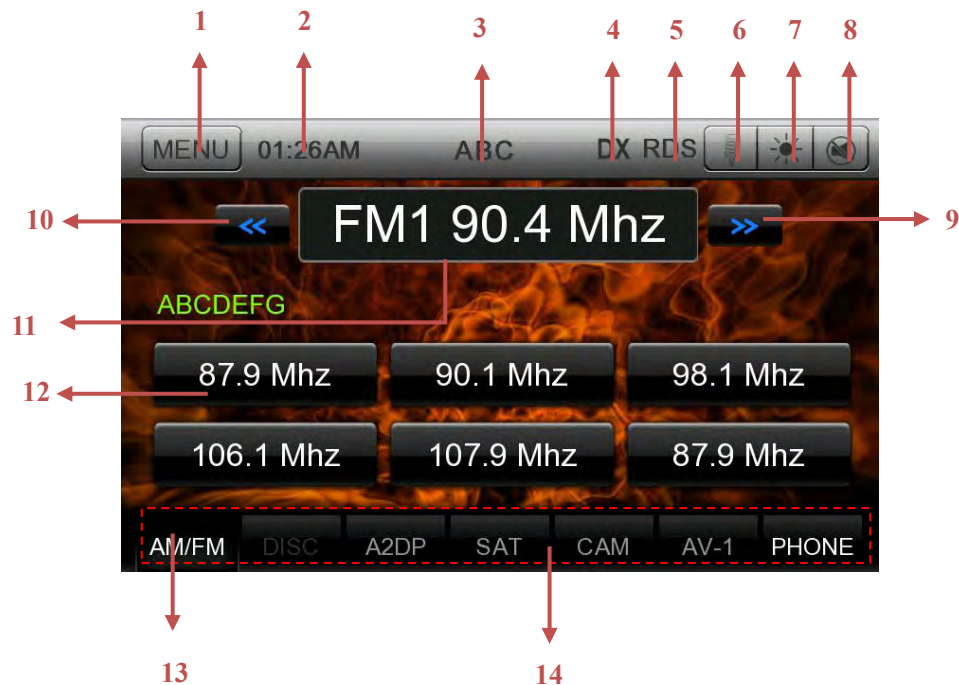 1 2 3 4 5 6 7 8
MENU 01:26AM ABC DX RDS
10 << FM1 90.4 Mhz >> 9
ABCDEFG
11
87.9 Mhz 90.1 Mhz 98.1 Mhz
12
106.1 Mhz 107.9 Mhz 87.9 Mhz
AM/FM DISC A2DP SAT CAM AV-1 PHONE
13 14